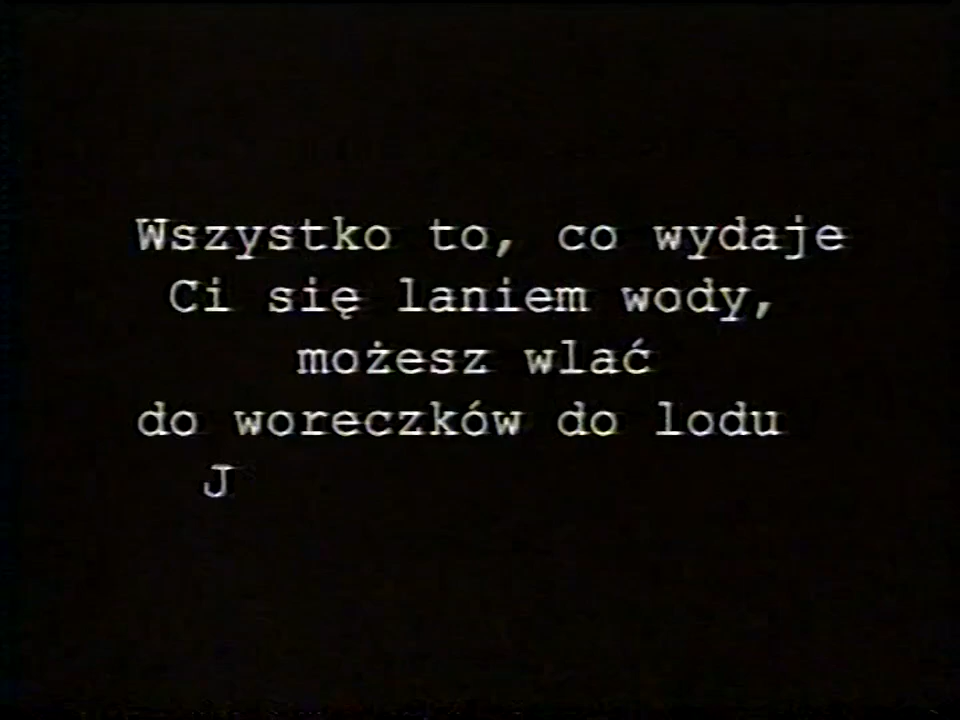 Wszystko to, co wydaje
Ci się laniem wody,
możesz wlać
do woreczków do lodu
J